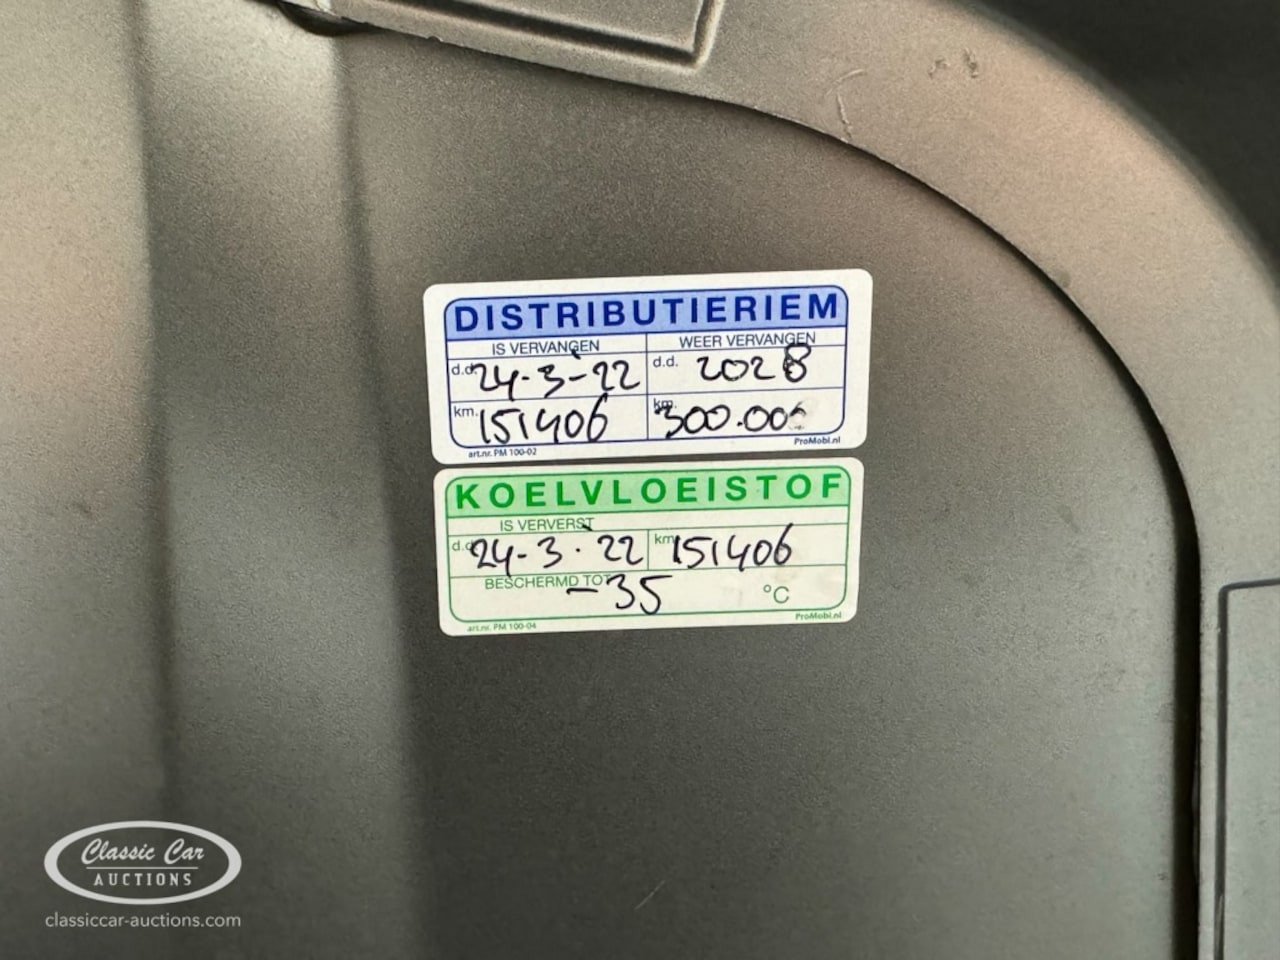 DISTRIBUTIERIEM
IS VERVANGEN WEER VERVANGEN
d.d. 24-3-22 d.d. 2028
km. 151406 km. 300.000
art.nr. PM 100-02 ProMobi.nl
KOELVLOEISTOF
IS VERVERST
d.d. 24-3-22 km. 151406
BESCHERMD TOT -35 °C
art.nr. PM 100-04 ProMobi.nl
Classic Car
AUCTIONS
classiccar-auctions.com